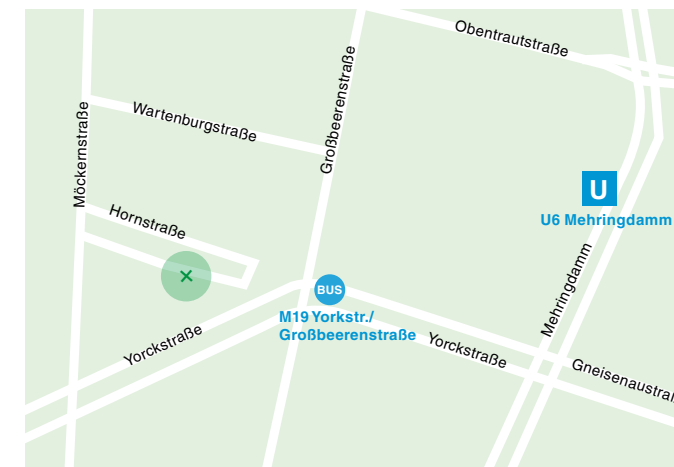 Obentrautstraße
Großbeerenstraße
Wartenburgstraße
Möckernstraße
U
U6 Mehringdamm
Hornstraße
Mehringdamm
BUS
M19 Yorkstr./
Großbeerenstraße
Yorckstraße
Yorckstraße
Gneisenaustra